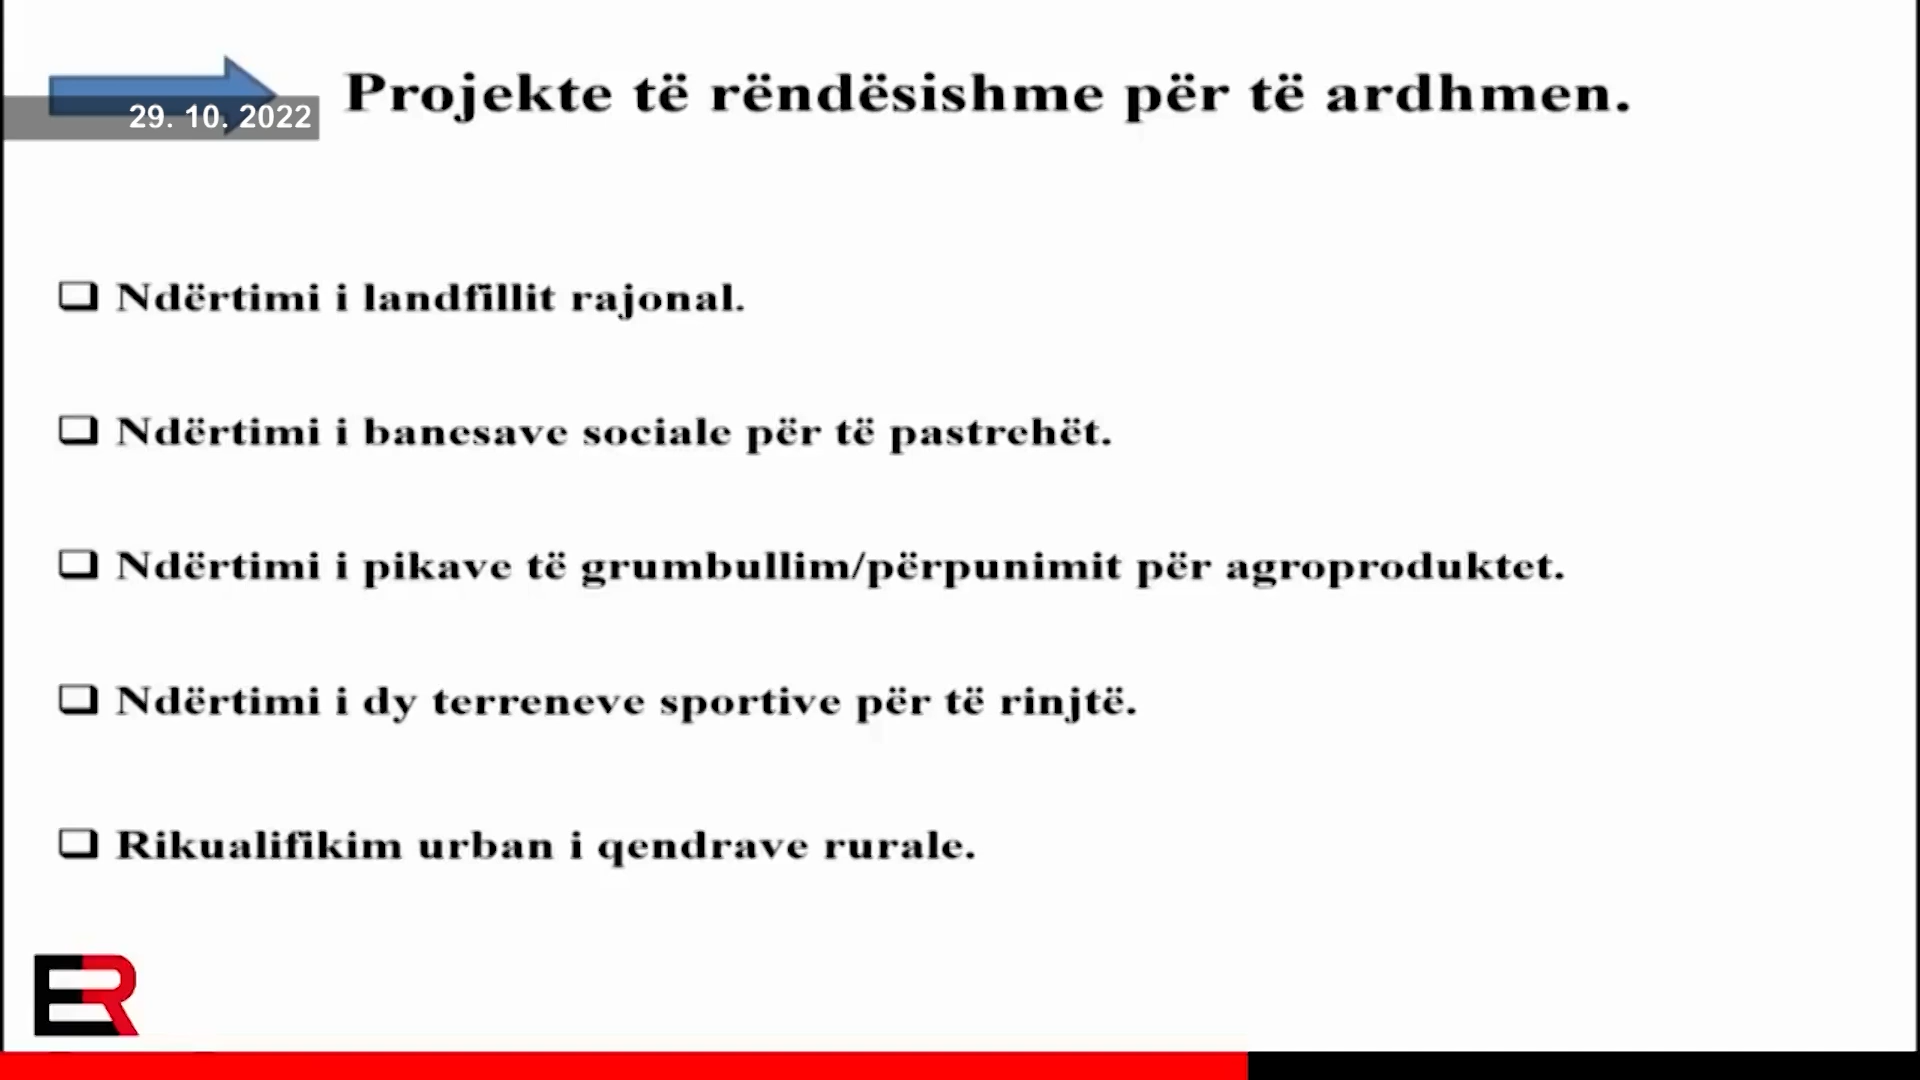 Projekte të rëndësishme për të ardhmen.
29. 10. 2022
Ndërtimi i landfillit rajonal.
Ndërtimi i banesave sociale për të pastrehët.
Ndërtimi i pikave të grumbullim/përpunimit për agroproduktet.
Ndërtimi i dy terreneve sportive për të rinjtë.
Rikualifikim urban i qendrave rurale.
ER